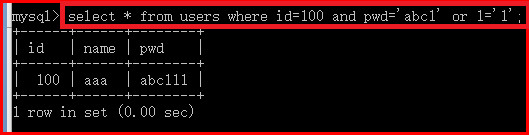 mysql> select * from users where id=100 and pwd='abc1' or 1='1';
+------+------+--------+
| id   | name | pwd    |
+------+------+--------+
|  100 | aaa  | abc111 |
+------+------+--------+
1 row in set (0.00 sec)